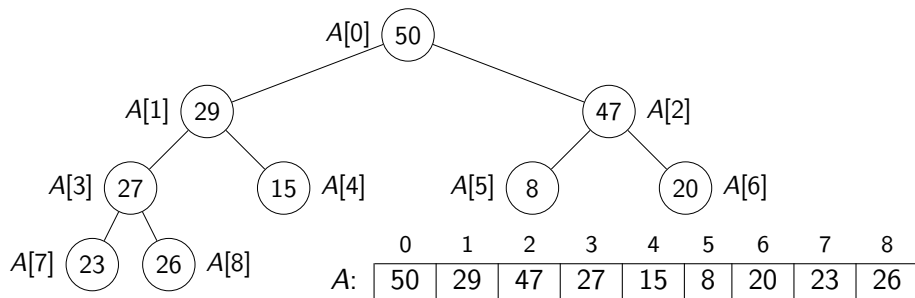 A[0] 50
A[1] 29 47 A[2]
A[3] 27 15 A[4] A[5] 8 20 A[6]
0 1 2 3 4 5 6 7 8
A[7] 23 26 A[8] A: 50 29 47 27 15 8 20 23 26